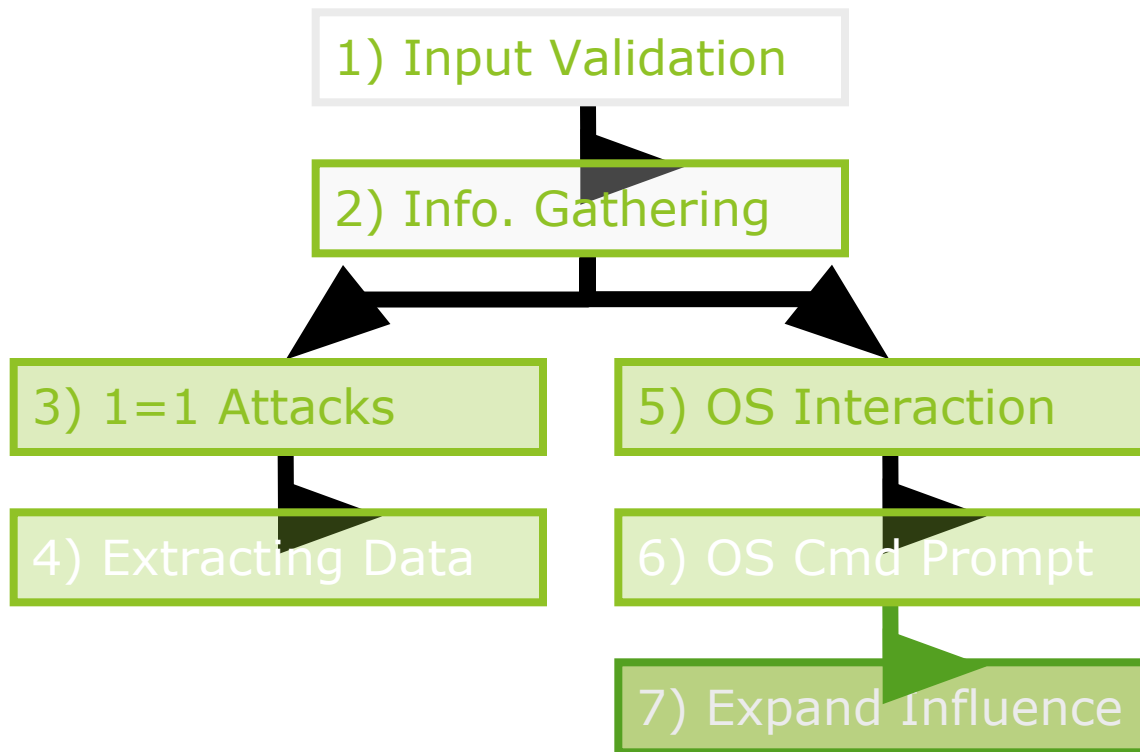 1) Input Validation
2) Info. Gathering
3) 1=1 Attacks
5) OS Interaction
4) Extracting Data
6) OS Cmd Prompt
7) Expand Influence